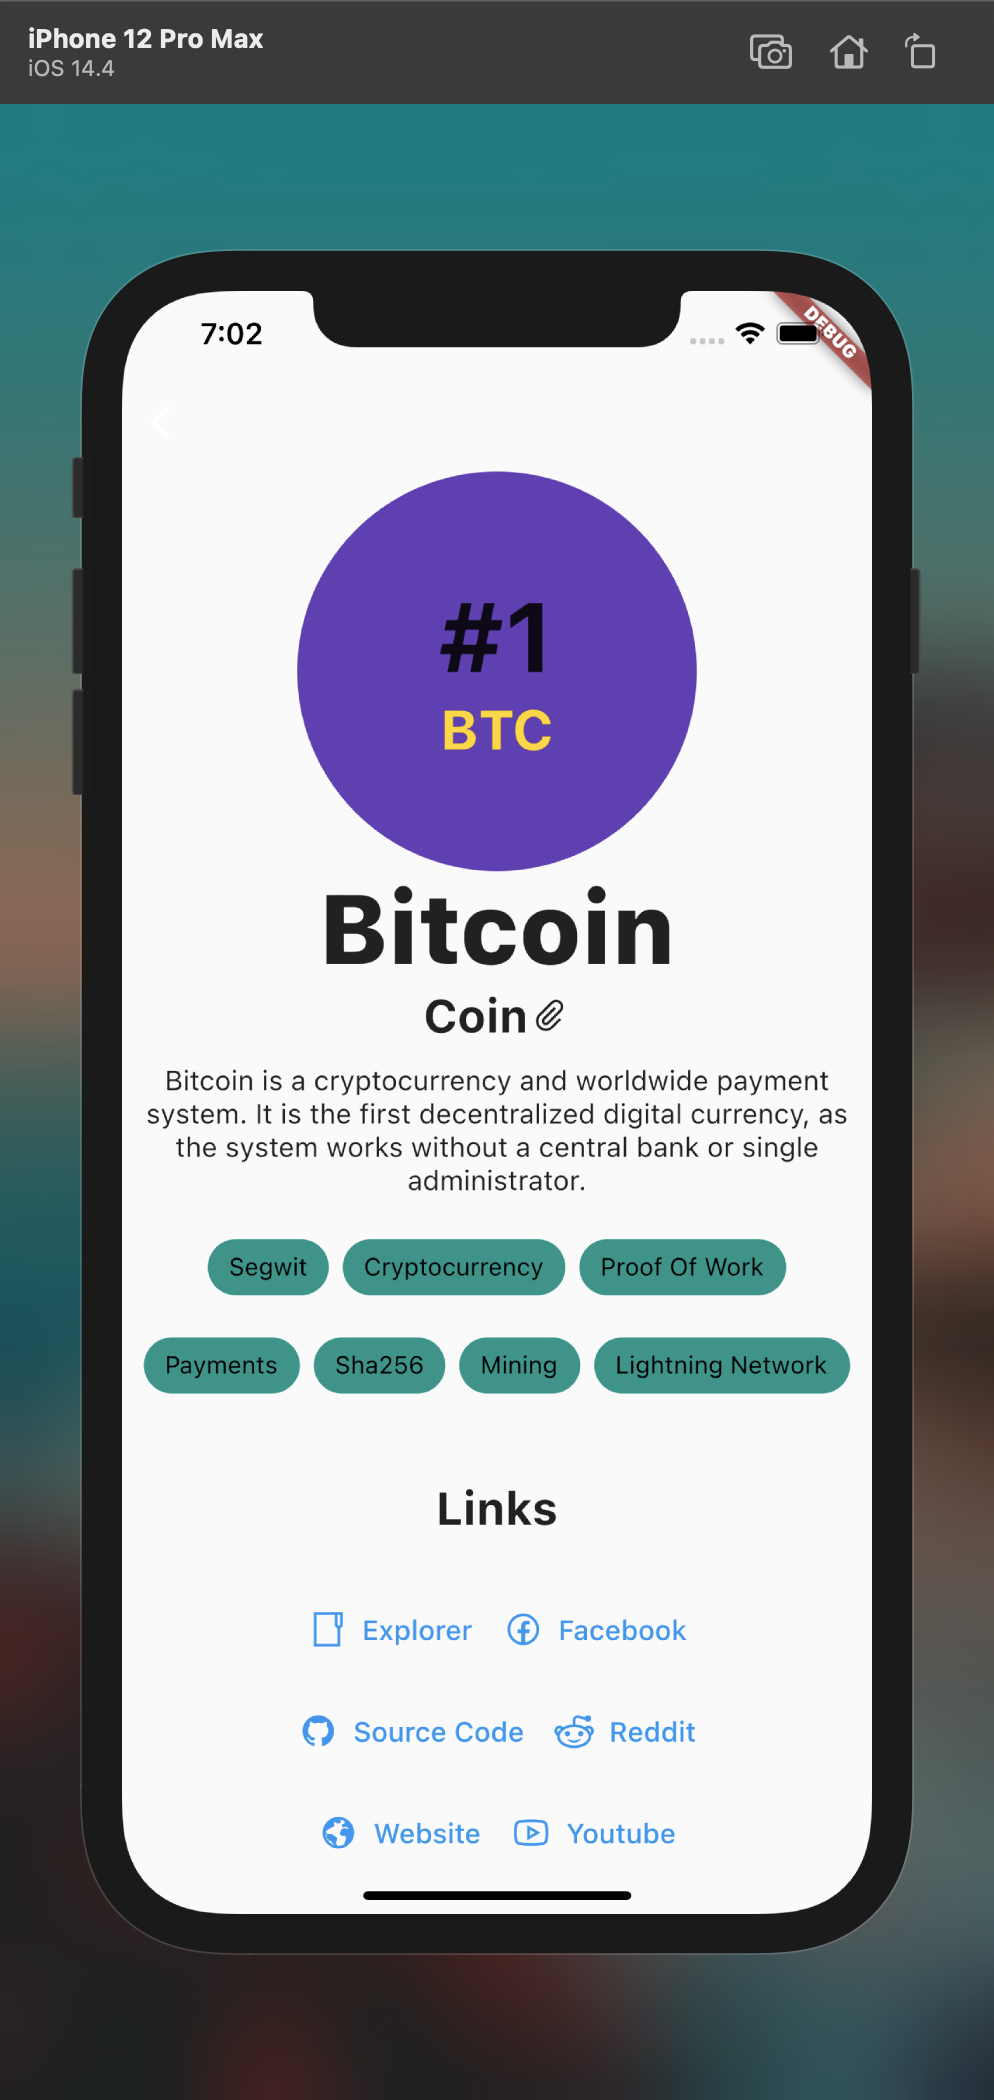 iPhone 12 Pro Max
iOS 14.4
7:02
DEBUG
#1
BTC
Bitcoin
Coin
Bitcoin is a cryptocurrency and worldwide payment
system. It is the first decentralized digital currency, as
the system works without a central bank or single
administrator.
Segwit Cryptocurrency Proof Of Work
Payments Sha256 Mining Lightning Network
Links
Explorer Facebook
Source Code Reddit
Website Youtube